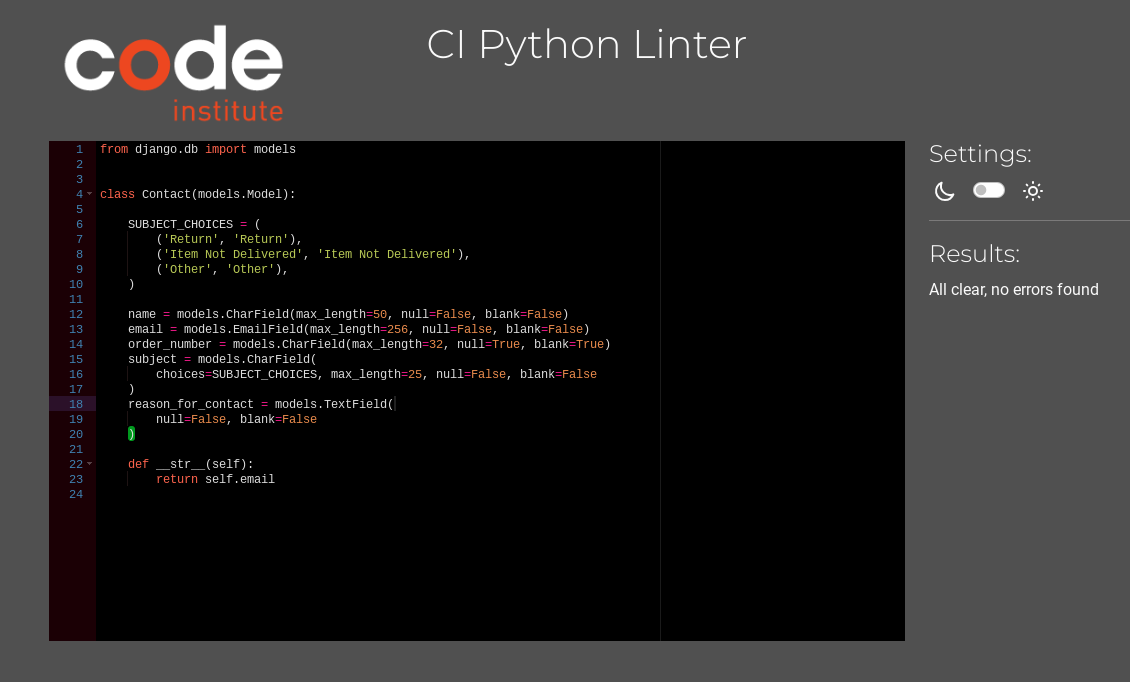 code
institute
CI Python Linter
1 from django.db import models
2
3
4 class Contact(models.Model):
5
6     SUBJECT_CHOICES = (
7         ('Return', 'Return'),
8         ('Item Not Delivered', 'Item Not Delivered'),
9         ('Other', 'Other'),
10     )
11
12     name = models.CharField(max_length=50, null=False, blank=False)
13     email = models.EmailField(max_length=256, null=False, blank=False)
14     order_number = models.CharField(max_length=32, null=True, blank=True)
15     subject = models.CharField(
16         choices=SUBJECT_CHOICES, max_length=25, null=False, blank=False
17     )
18     reason_for_contact = models.TextField(
19         null=False, blank=False
20     )
21
22     def __str__(self):
23         return self.email
24
Settings:
Results:
All clear, no errors found